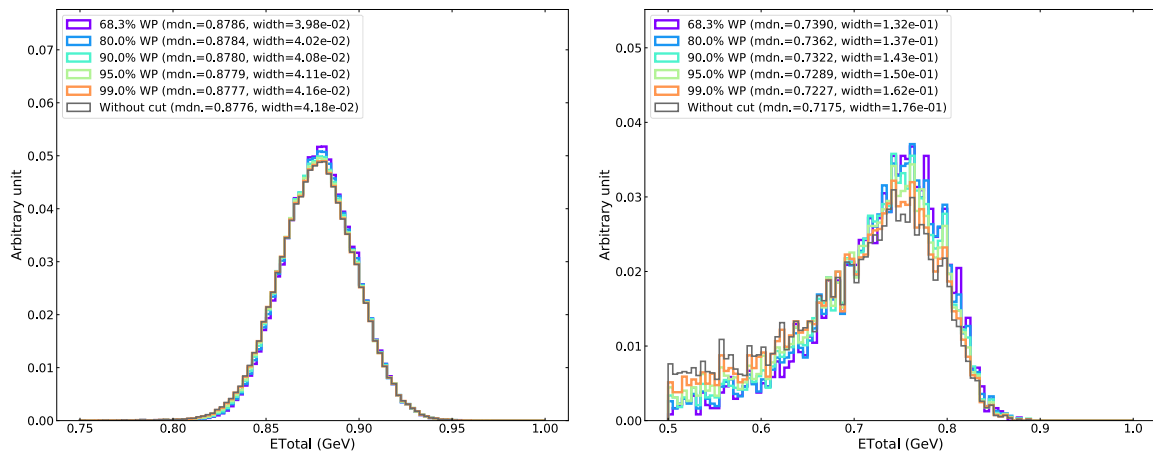 68.3% WP (mdn.=0.8786, width=3.98e-02)
80.0% WP (mdn.=0.8784, width=4.02e-02)
90.0% WP (mdn.=0.8780, width=4.08e-02)
95.0% WP (mdn.=0.8779, width=4.11e-02)
99.0% WP (mdn.=0.8777, width=4.16e-02)
Without cut (mdn.=0.8776, width=4.18e-02)
0.07
0.06
0.05
0.04
0.03
0.02
0.01
0.00
Arbitrary unit
0.75 0.80 0.85 0.90 0.95 1.00
ETotal (GeV)
68.3% WP (mdn.=0.7390, width=1.32e-01)
80.0% WP (mdn.=0.7362, width=1.37e-01)
90.0% WP (mdn.=0.7322, width=1.43e-01)
95.0% WP (mdn.=0.7289, width=1.50e-01)
99.0% WP (mdn.=0.7227, width=1.62e-01)
Without cut (mdn.=0.7175, width=1.76e-01)
0.05
0.04
0.03
0.02
0.01
0.00
Arbitrary unit
0.5 0.6 0.7 0.8 0.9 1.0
ETotal (GeV)